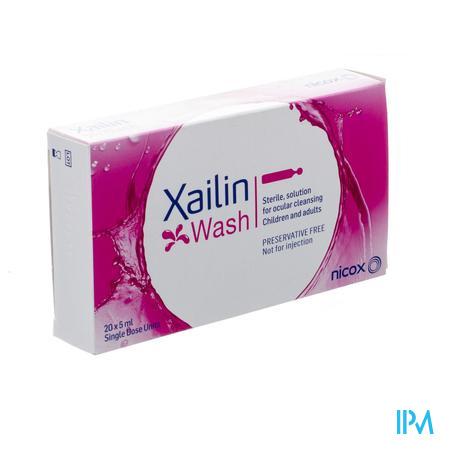 Xailin
Wash
Sterile, solution
for ocular cleansing
Children and adults
PRESERVATIVE FREE
Not for injection
nicox
20 x 5 ml
Single Dose Units
IPM